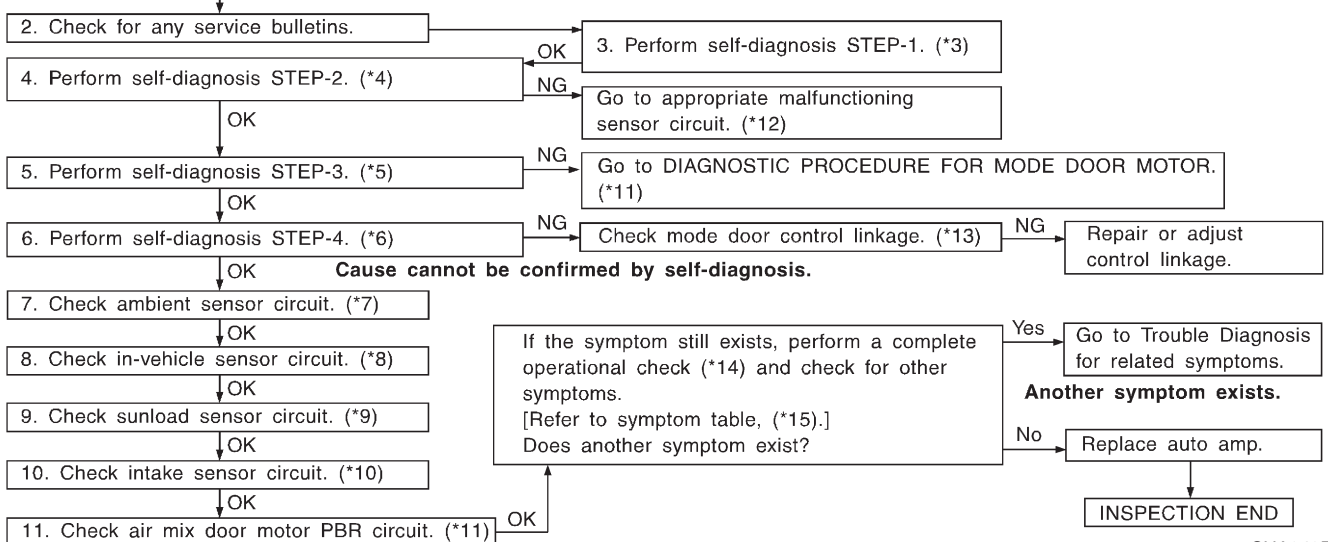 2. Check for any service bulletins.
3. Perform self-diagnosis STEP-1. (*3)
OK
4. Perform self-diagnosis STEP-2. (*4)
NG
Go to appropriate malfunctioning
sensor circuit. (*12)
OK
5. Perform self-diagnosis STEP-3. (*5)
NG
Go to DIAGNOSTIC PROCEDURE FOR MODE DOOR MOTOR.
(*11)
OK
6. Perform self-diagnosis STEP-4. (*6)
NG
Check mode door control linkage. (*13)
NG
Repair or adjust
control linkage.
OK
Cause cannot be confirmed by self-diagnosis.
7. Check ambient sensor circuit. (*7)
OK
8. Check in-vehicle sensor circuit. (*8)
OK
9. Check sunload sensor circuit. (*9)
OK
10. Check intake sensor circuit. (*10)
OK
11. Check air mix door motor PBR circuit. (*11)
OK
If the symptom still exists, perform a complete
operational check (*14) and check for other
symptoms.
[Refer to symptom table, (*15).]
Does another symptom exist?
Yes
Go to Trouble Diagnosis
for related symptoms.
Another symptom exists.
No
Replace auto amp.
INSPECTION END